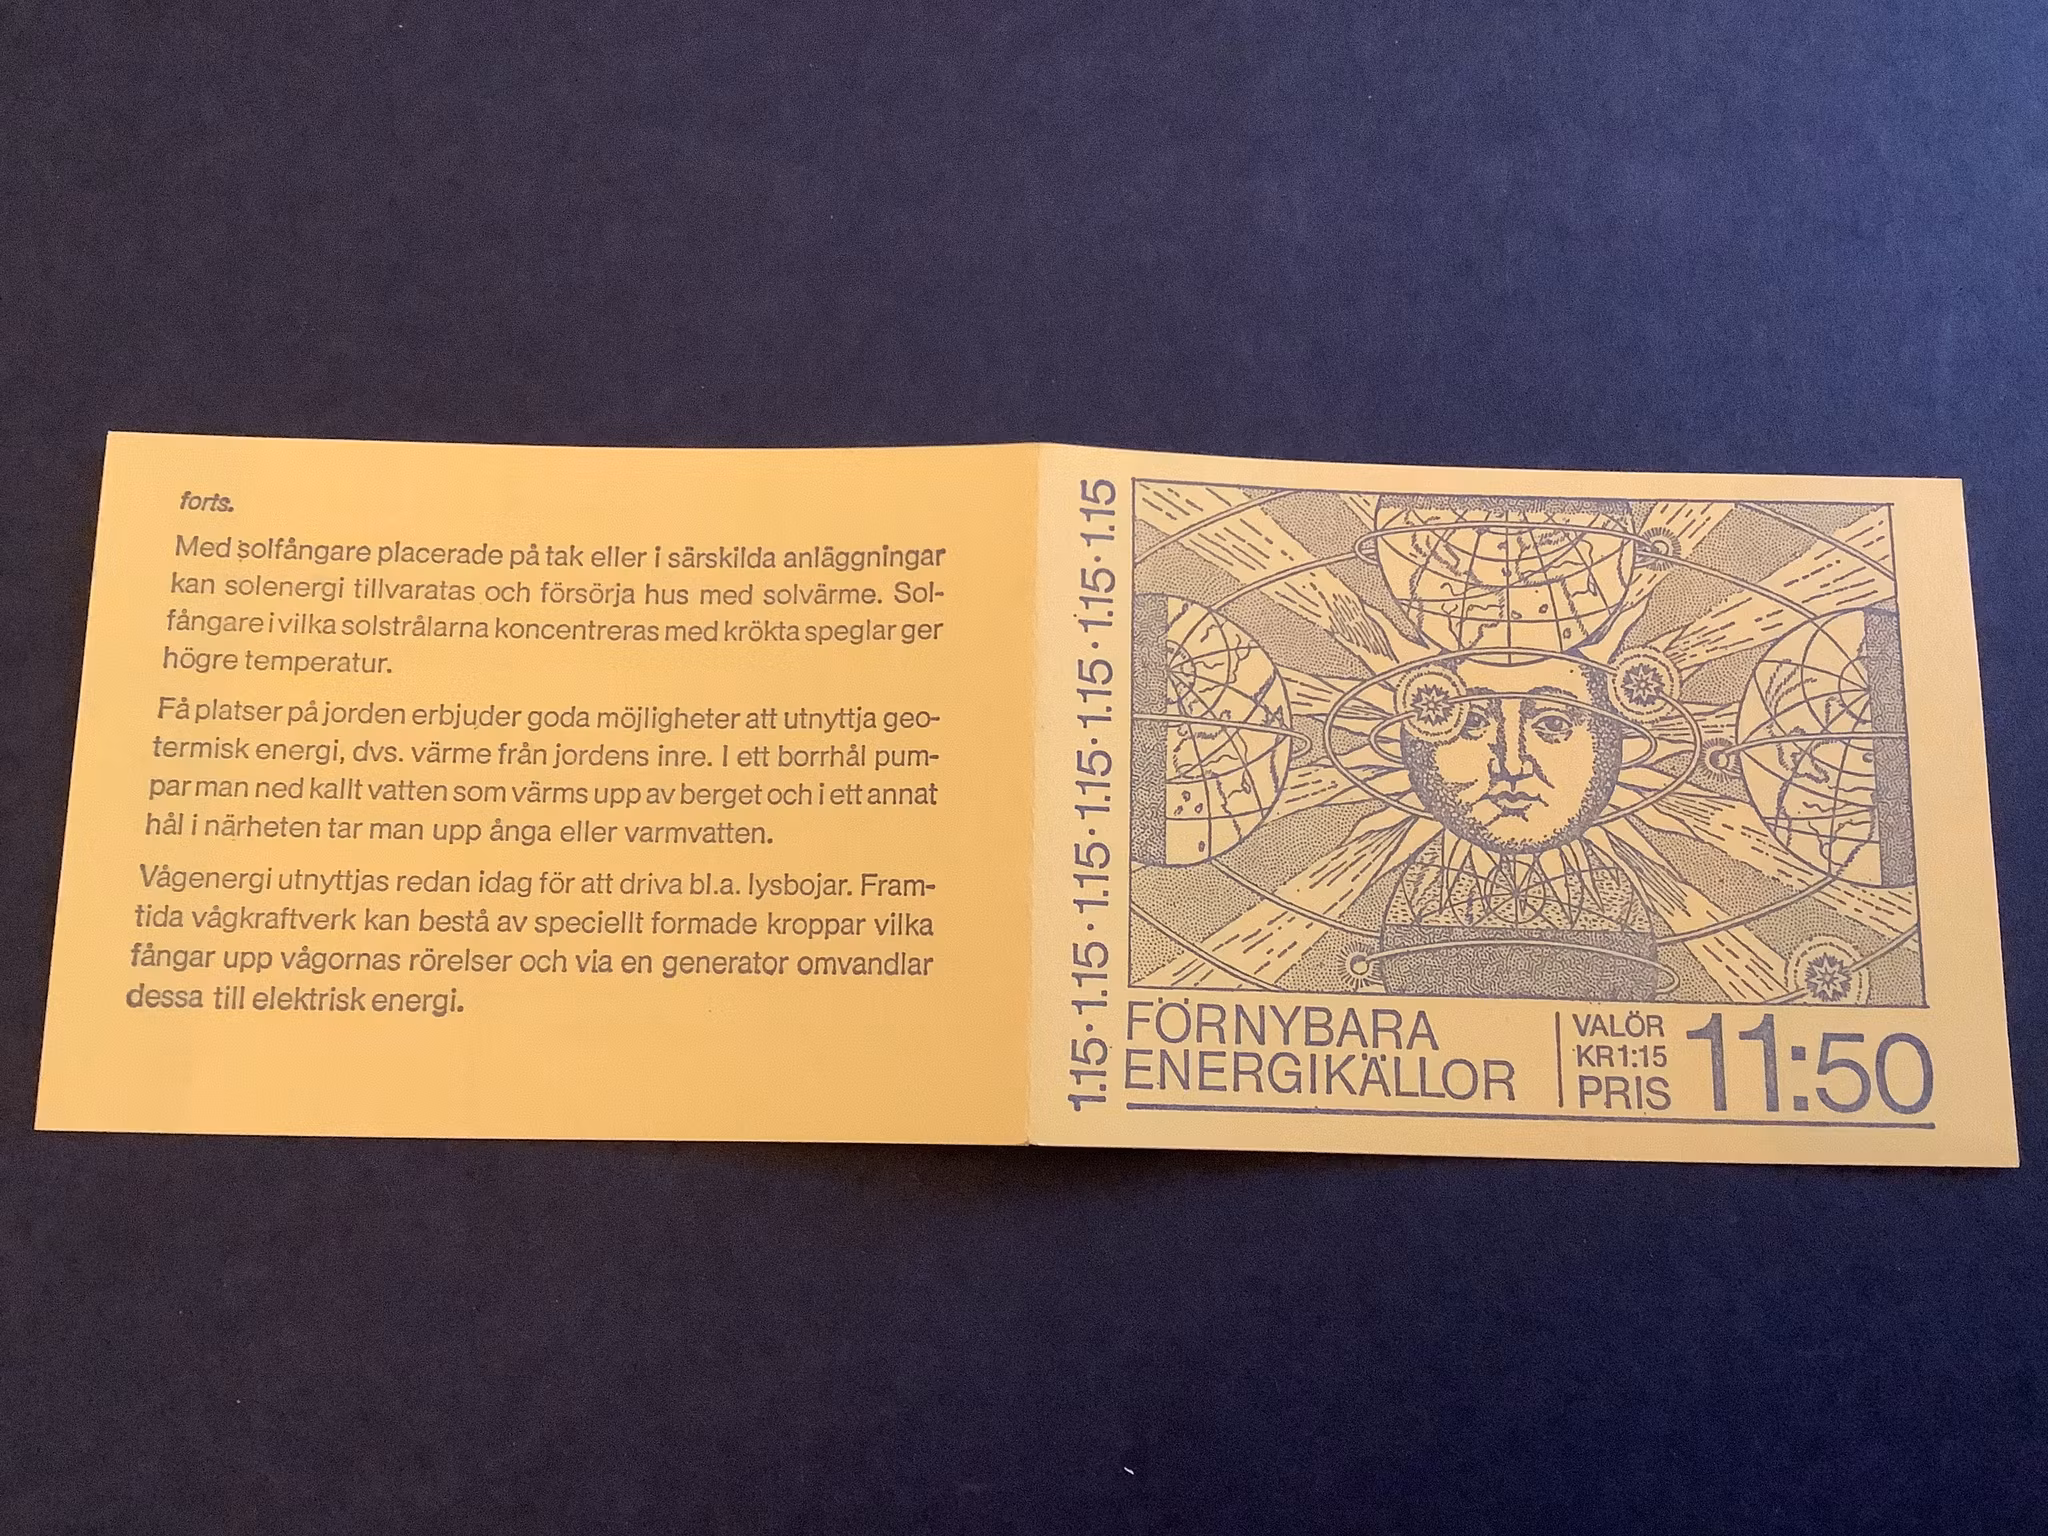 forts.
Med solfångare placerade på tak eller i särskilda anläggningar
kan solenergi tillvaratas och försörja hus med solvärme. Sol-
fångare i vilka solstrålarna koncentreras med krökta speglar ger
högre temperatur.
Få platser på jorden erbjuder goda möjligheter att utnyttja geo-
termisk energi, dvs. värme från jordens inre. I ett borrhål pum-
par man ned kallt vatten som värms upp av berget och i ett annat
hål i närheten tar man upp ånga eller varmvatten.
Vågenergi utnyttjas redan idag för att driva bl.a. lysbojar. Fram-
tida vågkraftverk kan bestå av speciellt formade kroppar vilka
fångar upp vågornas rörelser och via en generator omvandlar
dessa till elektrisk energi.
1.15·1.15·1.15·1.15·1.15·1.15·1.15
FÖRNYBARA
ENERGIKÄLLOR
VALÖR
KR1:15
PRIS
11:50